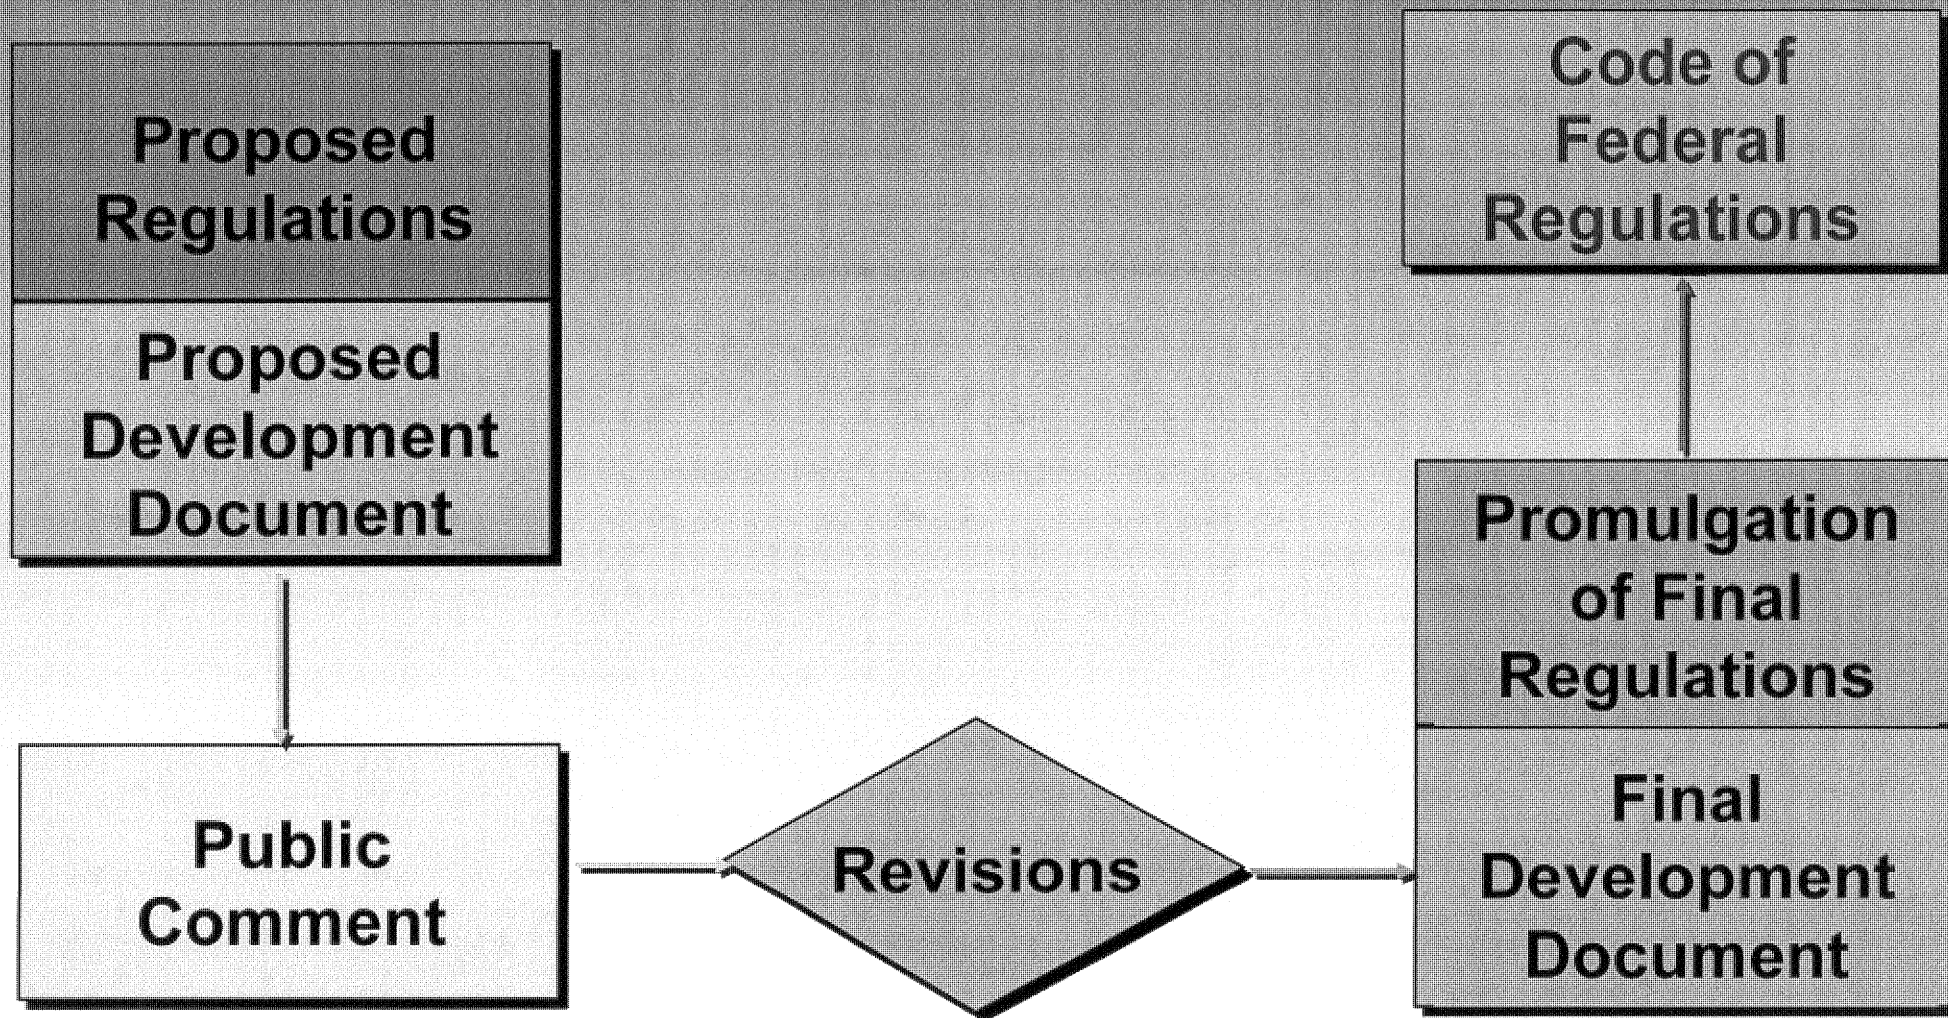 Proposed
Regulations
Proposed
Development
Document
Public
Comment
Revisions
Promulgation
of Final
Regulations
Final
Development
Document
Code of
Federal
Regulations